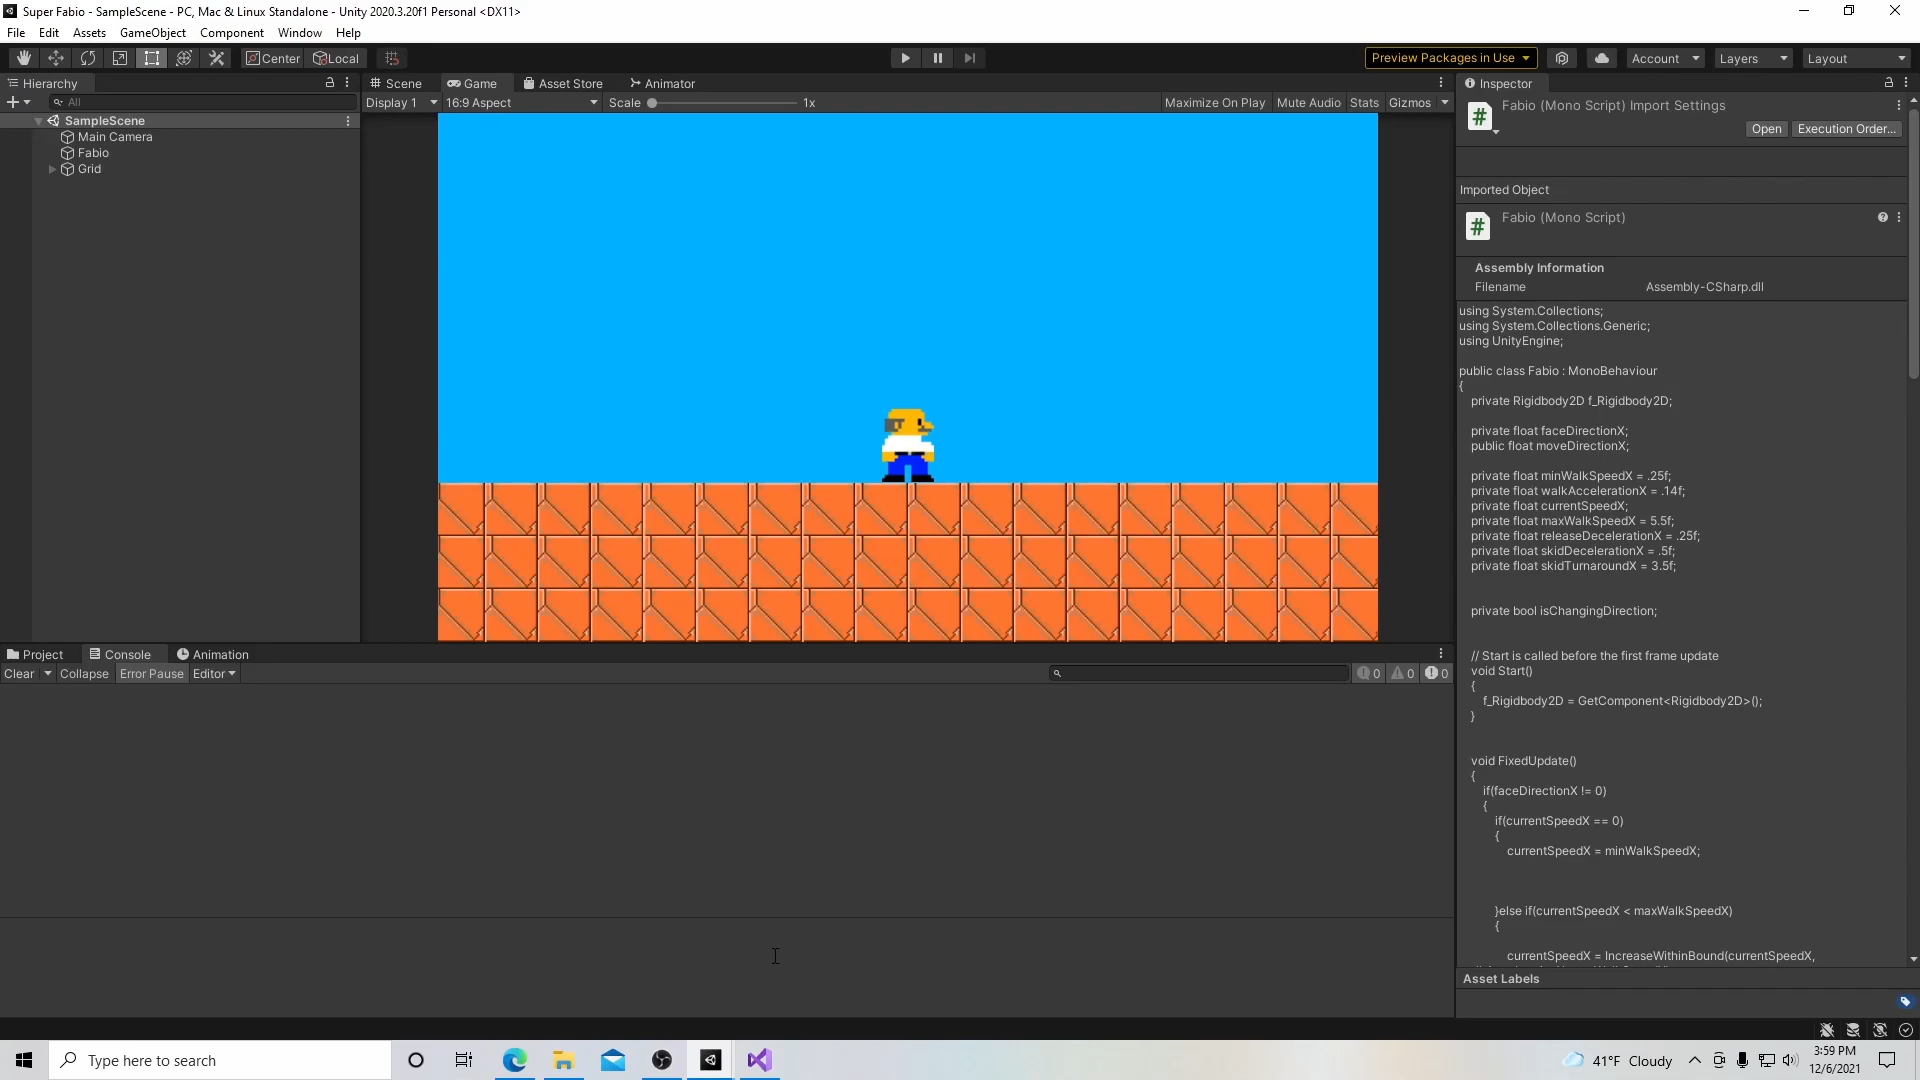 Super Fabio - SampleScene - PC, Mac & Linux Standalone - Unity 2020.3.20f1 Personal <DX11>
File Edit Assets GameObject Component Window Help
Center Local Preview Packages in Use Account Layers Layout
Hierarchy Scene Game Asset Store Animator Inspector
All Display 1 16:9 Aspect Scale 1x Maximize On Play Mute Audio Stats Gizmos
SampleScene
Main Camera
Fabio
Grid
Fabio (Mono Script) Import Settings
Open Execution Order...
Imported Object
Fabio (Mono Script)
Assembly Information
Filename Assembly-CSharp.dll
using System.Collections;
using System.Collections.Generic;
using UnityEngine;
public class Fabio : MonoBehaviour
{
private Rigidbody2D f_Rigidbody2D;
private float faceDirectionX;
public float moveDirectionX;
private float minWalkSpeedX = .25f;
private float walkAccelerationX = .14f;
private float currentSpeedX;
private float maxWalkSpeedX = 5.5f;
private float releaseDecelerationX = .25f;
private float skidDecelerationX = .5f;
private float skidTurnaroundX = 3.5f;
private bool isChangingDirection;
// Start is called before the first frame update
void Start()
{
f_Rigidbody2D = GetComponent<Rigidbody2D>();
}
void FixedUpdate()
{
if(faceDirectionX != 0)
{
if(currentSpeedX == 0)
{
currentSpeedX = minWalkSpeedX;
}else if(currentSpeedX < maxWalkSpeedX)
{
currentSpeedX = IncreaseWithinBound(currentSpeedX,
Asset Labels
Project Console Animation
Clear Collapse Error Pause Editor 0 0 0
Type here to search
41°F Cloudy
3:59 PM
12/6/2021